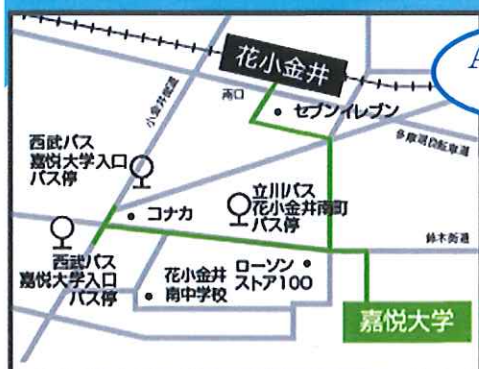 花小金井
A
小金井街道
南口
セブンイレブン
多摩湖自転車道
西武バス
嘉悦大学入口
バス停
コナカ
立川バス
花小金井南町
バス停
鈴木街道
西武バス
嘉悦大学入口
バス停
花小金井
南中学校
ローソン
ストア100
嘉悦大学